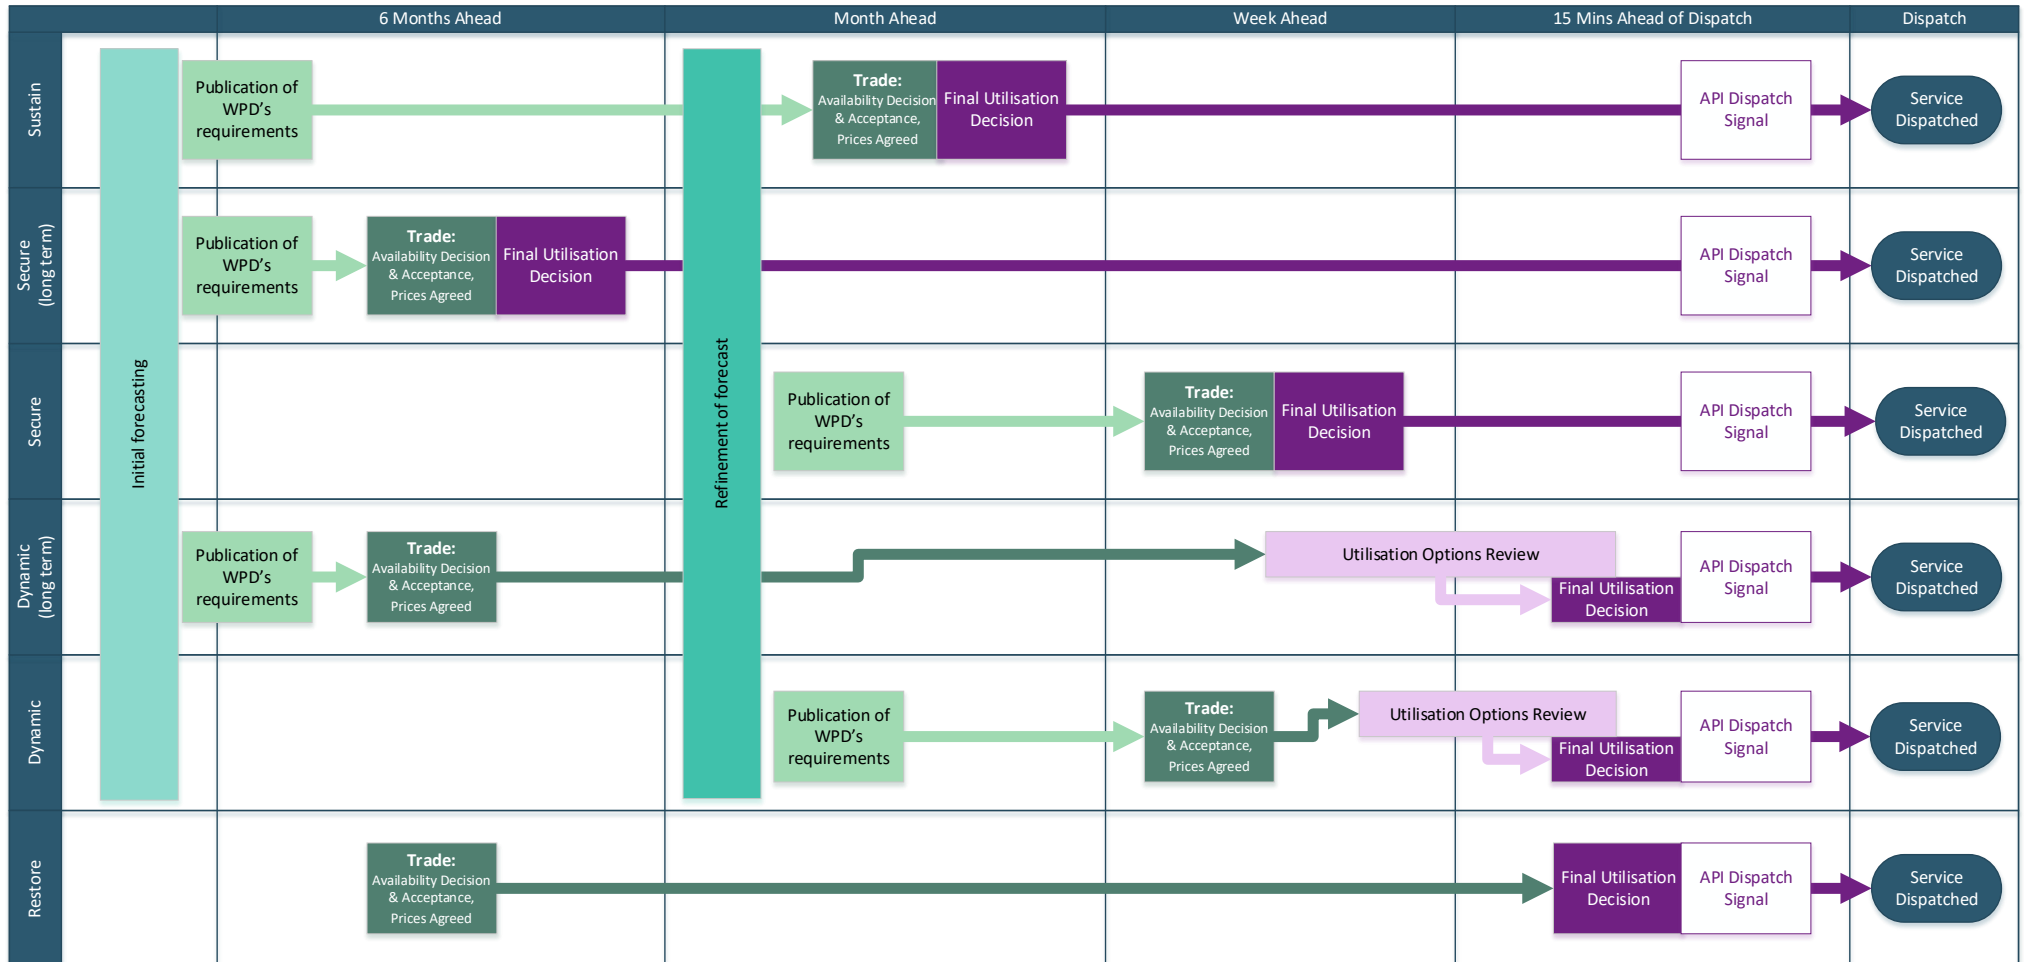 6 Months Ahead
Month Ahead
Week Ahead
15 Mins Ahead of Dispatch
Dispatch
Initial forecasting
Refinement of forecast
Sustain
Publication of
WPD's
requirements
Trade:
Availability Decision
& Acceptance,
Prices Agreed
Final Utilisation
Decision
API Dispatch
Signal
Service
Dispatched
Secure
(long term)
Publication of
WPD's
requirements
Trade:
Availability Decision
& Acceptance,
Prices Agreed
Final Utilisation
Decision
API Dispatch
Signal
Service
Dispatched
Secure
Publication of
WPD's
requirements
Trade:
Availability Decision
& Acceptance,
Prices Agreed
Final Utilisation
Decision
API Dispatch
Signal
Service
Dispatched
Dynamic
(long term)
Publication of
WPD's
requirements
Trade:
Availability Decision
& Acceptance,
Prices Agreed
Utilisation Options Review
Final Utilisation
Decision
API Dispatch
Signal
Service
Dispatched
Dynamic
Publication of
WPD's
requirements
Trade:
Availability Decision
& Acceptance,
Prices Agreed
Utilisation Options Review
Final Utilisation
Decision
API Dispatch
Signal
Service
Dispatched
Restore
Trade:
Availability Decision
& Acceptance,
Prices Agreed
Final Utilisation
Decision
API Dispatch
Signal
Service
Dispatched